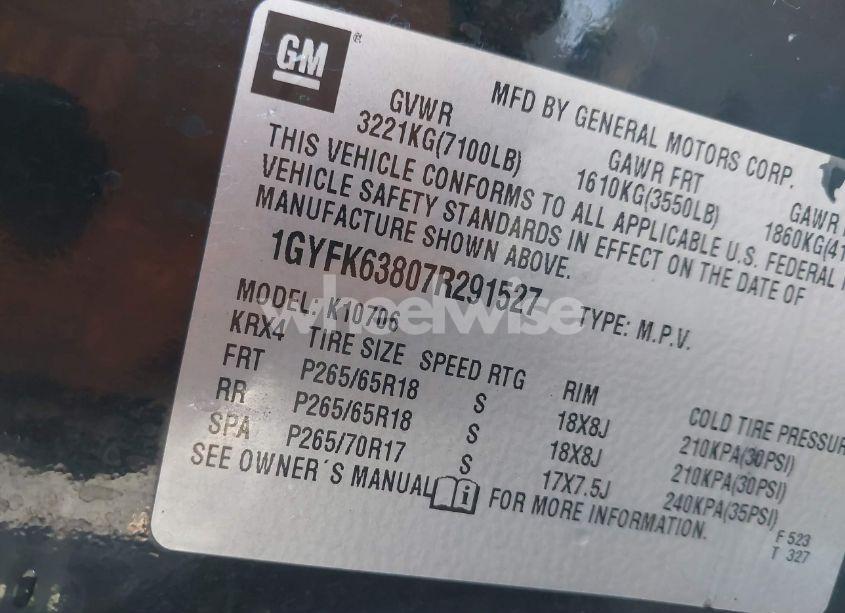 GM ®
MFD BY GENERAL MOTORS CORP.
GVWR GAWR FRT GAWR
3221KG(7100LB) 1610KG(3550LB) 1860KG(41
THIS VEHICLE CONFORMS TO ALL APPLICABLE U.S. FEDERAL
VEHICLE SAFETY STANDARDS IN EFFECT ON THE DATE OF
MANUFACTURE SHOWN ABOVE.
1GYFK63807R291527 TYPE: M.P.V.
MODEL: K10706
KRX4 TIRE SIZE SPEED RTG RIM COLD TIRE PRESSUR
FRT P265/65R18 S 18X8J 210KPA(30PSI)
RR P265/65R18 S 18X8J 210KPA(30PSI)
SPA P265/70R17 S 17X7.5J 240KPA(35PSI)
SEE OWNER´S MANUAL FOR MORE INFORMATION.
F 523
T 327
wheelwise